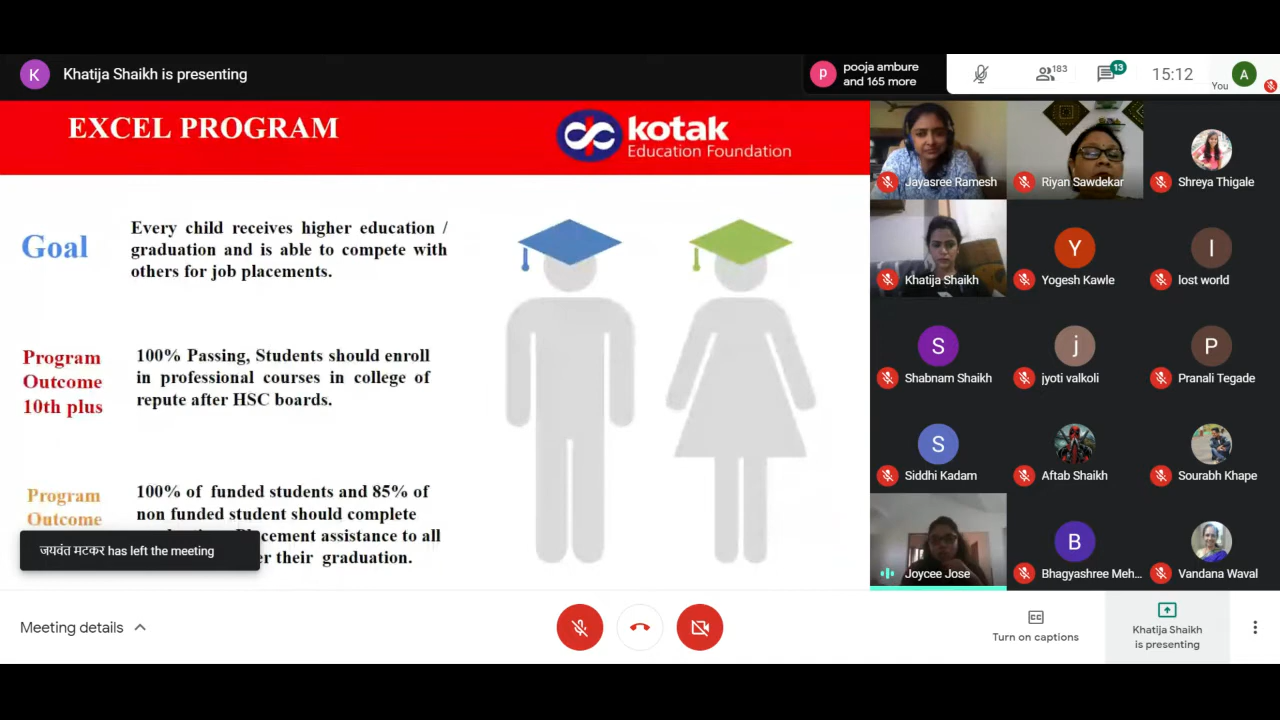 K
Khatija Shaikh is presenting
p
pooja ambure
and 165 more
183
13
15:12
You
A
EXCEL PROGRAM
kotak
Education Foundation
Goal
Every child receives higher education /
graduation and is able to compete with
others for job placements.
Program
Outcome
10th plus
100% Passing, Students should enroll
in professional courses in college of
repute after HSC boards.
Program
Outcome
100% of funded students and 85% of
non funded student should complete
cement assistance to all
er their graduation.
जयवंत मटकर has left the meeting
Jayasree Ramesh
Riyan Sawdekar
Shreya Thigale
Khatija Shaikh
Y
Yogesh Kawle
I
lost world
S
Shabnam Shaikh
j
jyoti valkoli
P
Pranali Tegade
S
Siddhi Kadam
Aftab Shaikh
Sourabh Khape
Joycee Jose
B
Bhagyashree Meh...
Vandana Waval
Meeting details
CC
Turn on captions
Khatija Shaikh
is presenting